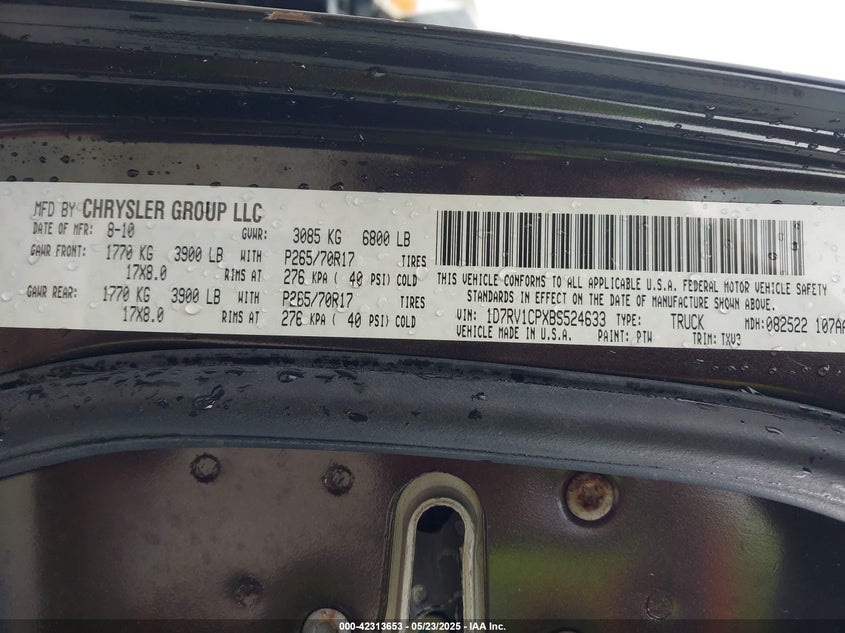 MFD BY CHRYSLER GROUP LLC
DATE OF MFR: 8-10 GVWR: 3085 KG 6800 LB
GAWR FRONT: 1770 KG 3900 LB WITH P265/70R17 TIRES
17X8.0 RIMS AT 276 KPA ( 40 PSI) COLD
GAWR REAR: 1770 KG 3900 LB WITH P265/70R17 TIRES
17X8.0 RIMS AT 276 KPA ( 40 PSI) COLD
THIS VEHICLE CONFORMS TO ALL APPLICABLE U.S.A. FEDERAL MOTOR VEHICLE SAFETY
STANDARDS IN EFFECT ON THE DATE OF MANUFACTURE SHOWN ABOVE.
VIN: 1D7RV1CPXBS524633 TYPE: TRUCK MDH: 082522 107AA
VEHICLE MADE IN U.S.A. PAINT: PTW TRIM: TXV3
000-42313653 - 05/23/2025 - IAA Inc.